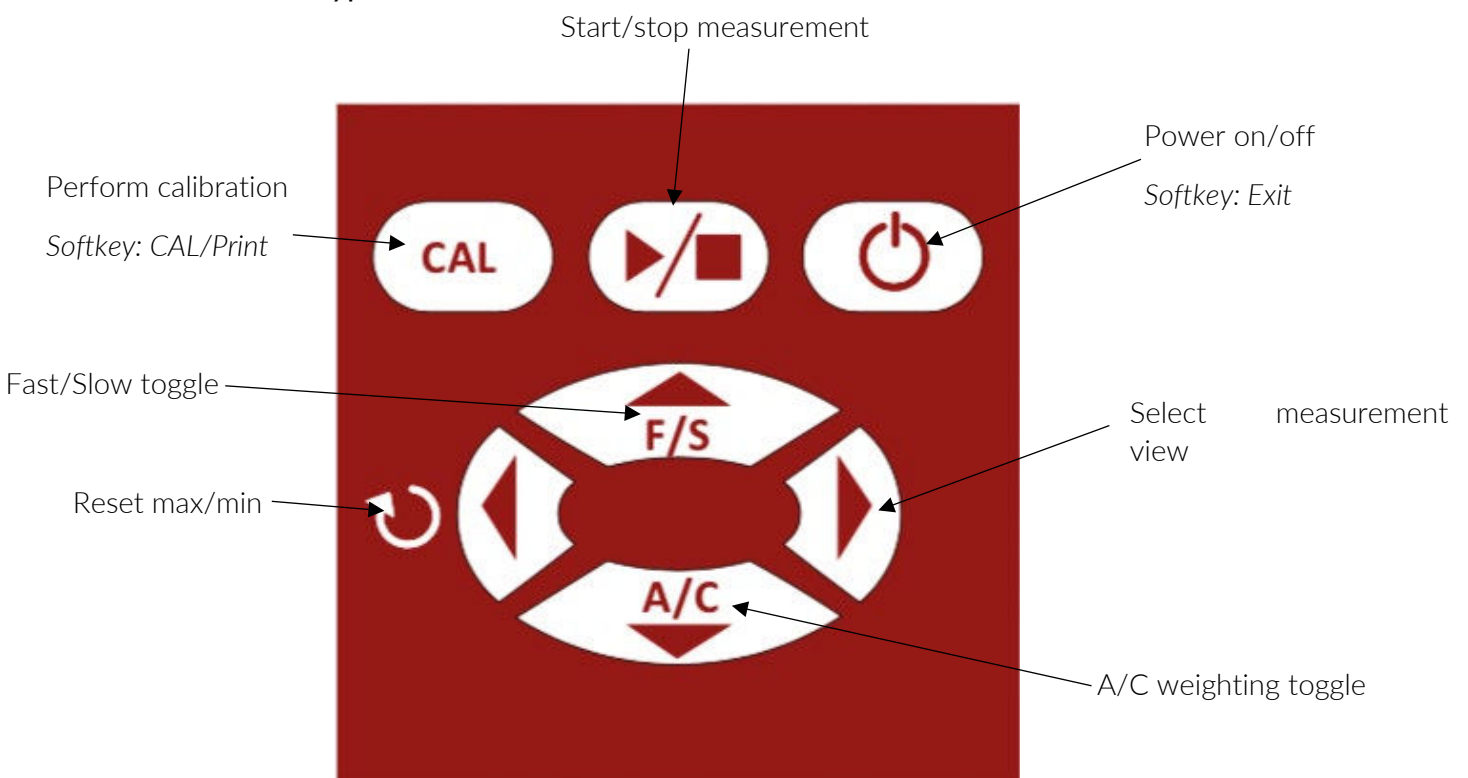 Start/stop measurement
Power on/off
Softkey: Exit
Perform calibration
Softkey: CAL/Print
CAL
Fast/Slow toggle
F/S
Select measurement
view
Reset max/min
A/C
A/C weighting toggle